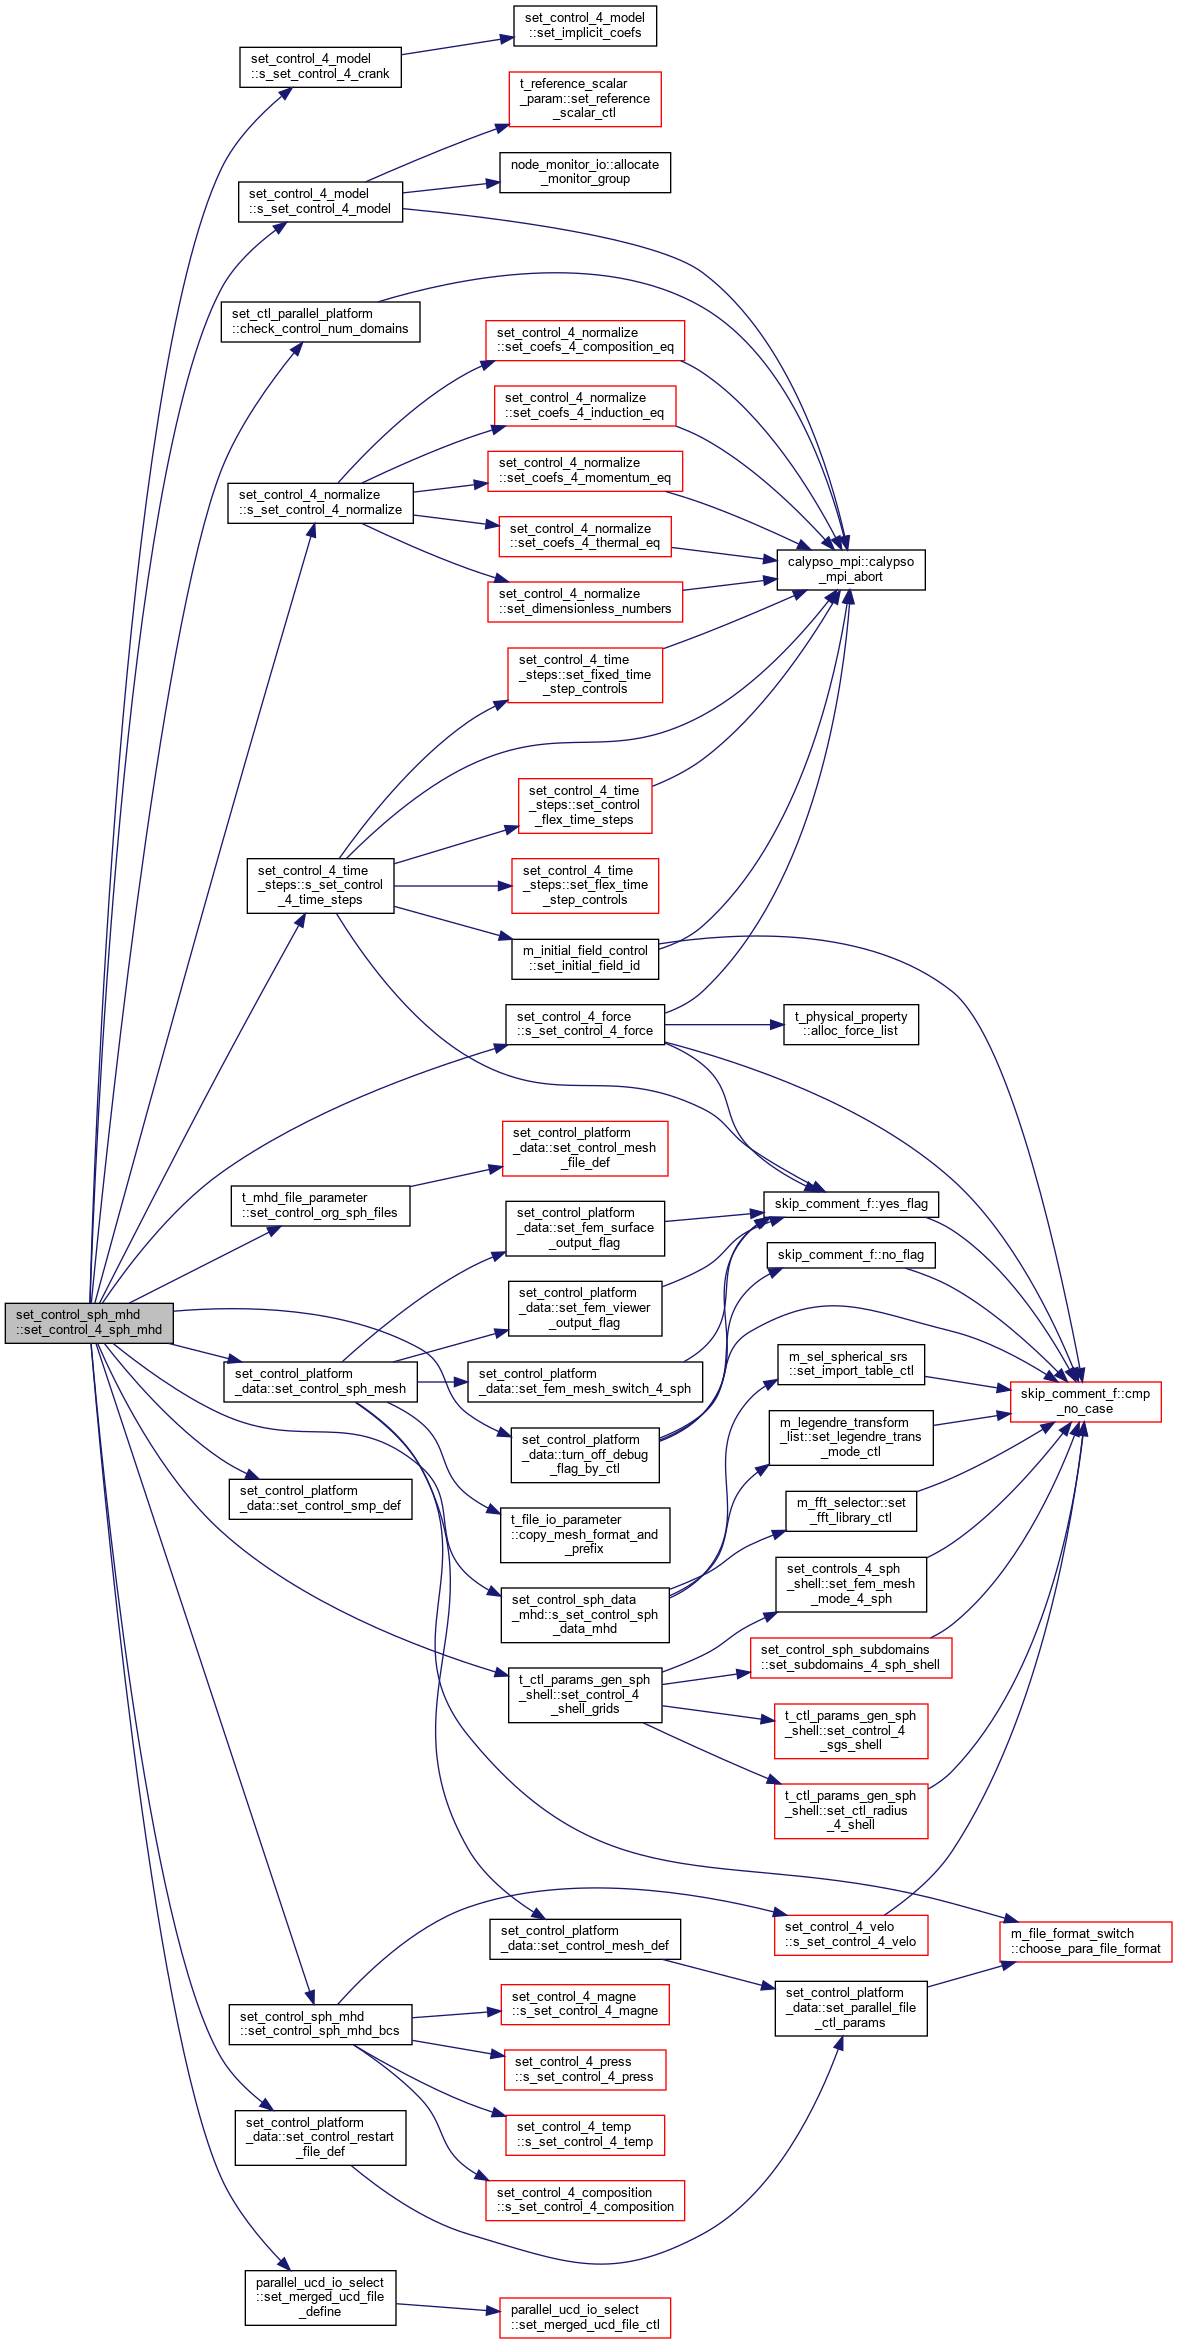 set_control_4_model
::set_implicit_coefs
set_control_4_model
::s_set_control_4_crank
t_reference_scalar
_param::set_reference
_scalar_ctl
node_monitor_io::allocate
_monitor_group
set_control_4_model
::s_set_control_4_model
set_ctl_parallel_platform
::check_control_num_domains
set_control_4_normalize
::set_coefs_4_composition_eq
set_control_4_normalize
::set_coefs_4_induction_eq
set_control_4_normalize
::set_coefs_4_momentum_eq
set_control_4_normalize
::s_set_control_4_normalize
set_control_4_normalize
::set_coefs_4_thermal_eq
calypso_mpi::calypso
_mpi_abort
set_control_4_normalize
::set_dimensionless_numbers
set_control_4_time
_steps::set_fixed_time
_step_controls
set_control_4_time
_steps::set_control
_flex_time_steps
set_control_4_time
_steps::s_set_control
_4_time_steps
set_control_4_time
_steps::set_flex_time
_step_controls
m_initial_field_control
::set_initial_field_id
set_control_4_force
::s_set_control_4_force
t_physical_property
::alloc_force_list
set_control_platform
_data::set_control_mesh
_file_def
t_mhd_file_parameter
::set_control_org_sph_files
skip_comment_f::yes_flag
set_control_platform
_data::set_fem_surface
_output_flag
skip_comment_f::no_flag
set_control_platform
_data::set_fem_viewer
_output_flag
set_control_sph_mhd
::set_control_4_sph_mhd
set_control_platform
_data::set_control_sph_mesh
set_control_platform
_data::set_fem_mesh_switch_4_sph
m_sel_spherical_srs
::set_import_table_ctl
skip_comment_f::cmp
_no_case
m_legendre_transform
_list::set_legendre_trans
_mode_ctl
set_control_platform
_data::turn_off_debug
_flag_by_ctl
set_control_platform
_data::set_control_smp_def
m_fft_selector::set
_fft_library_ctl
t_file_io_parameter
::copy_mesh_format_and
_prefix
set_controls_4_sph
_shell::set_fem_mesh
_mode_4_sph
set_control_sph_data
_mhd::s_set_control_sph
_data_mhd
set_control_sph_subdomains
::set_subdomains_4_sph_shell
t_ctl_params_gen_sph
_shell::set_control_4
_shell_grids
t_ctl_params_gen_sph
_shell::set_control_4
_sgs_shell
t_ctl_params_gen_sph
_shell::set_ctl_radius
_4_shell
set_control_4_velo
::s_set_control_4_velo
set_control_platform
_data::set_control_mesh_def
m_file_format_switch
::choose_para_file_format
set_control_4_magne
::s_set_control_4_magne
set_control_platform
_data::set_parallel_file
_ctl_params
set_control_sph_mhd
::set_control_sph_mhd_bcs
set_control_4_press
::s_set_control_4_press
set_control_4_temp
::s_set_control_4_temp
set_control_platform
_data::set_control_restart
_file_def
set_control_4_composition
::s_set_control_4_composition
parallel_ucd_io_select
::set_merged_ucd_file
_define
parallel_ucd_io_select
::set_merged_ucd_file_ctl